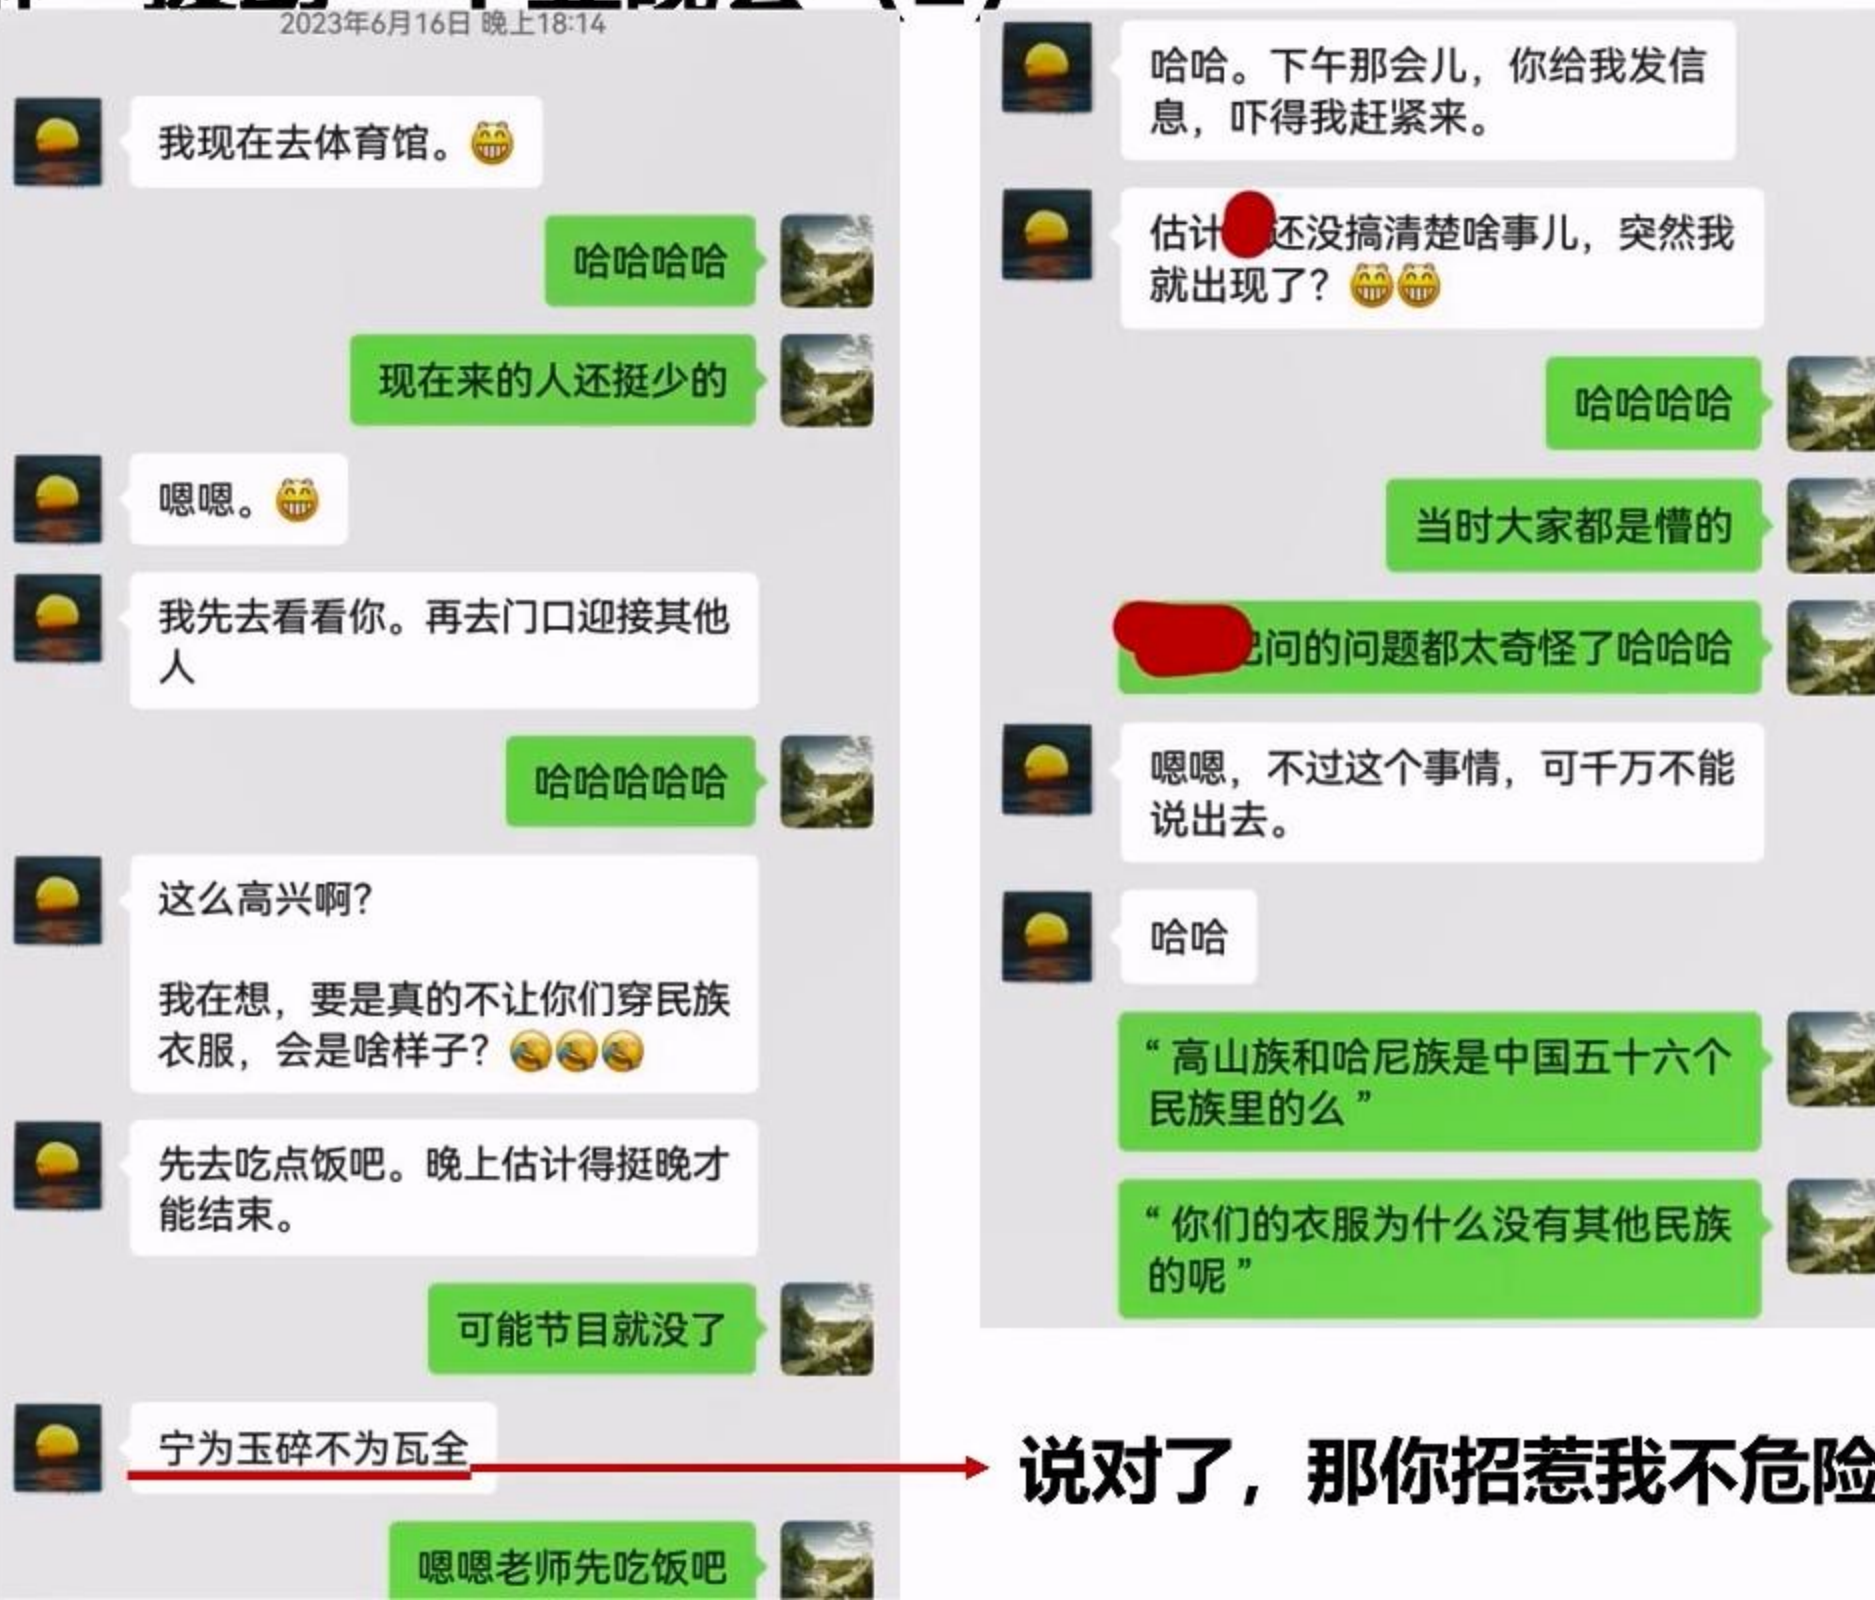 2023年6月16日 晚上18:14
我现在去体育馆。
哈哈哈哈
现在来的人还挺少的
嗯嗯。
我先去看看你。再去门口迎接其他
人
哈哈哈哈哈
这么高兴啊?
我在想，要是真的不让你们穿民族
衣服，会是啥样子?
先去吃点饭吧。晚上估计得挺晚才
能结束。
可能节目就没了
宁为玉碎不为瓦全
嗯嗯老师先吃饭吧
哈哈。下午那会儿，你给我发信
息，吓得我赶紧来。
估计 还没搞清楚啥事儿，突然我
就出现了?
哈哈哈哈
当时大家都是懵的
问的问题都太奇怪了哈哈哈
嗯嗯，不过这个事情，可千万不能
说出去。
哈哈
“高山族和哈尼族是中国五十六个
民族里的么”
“你们的衣服为什么没有其他民族
的呢”
说对了，那你招惹我不危险